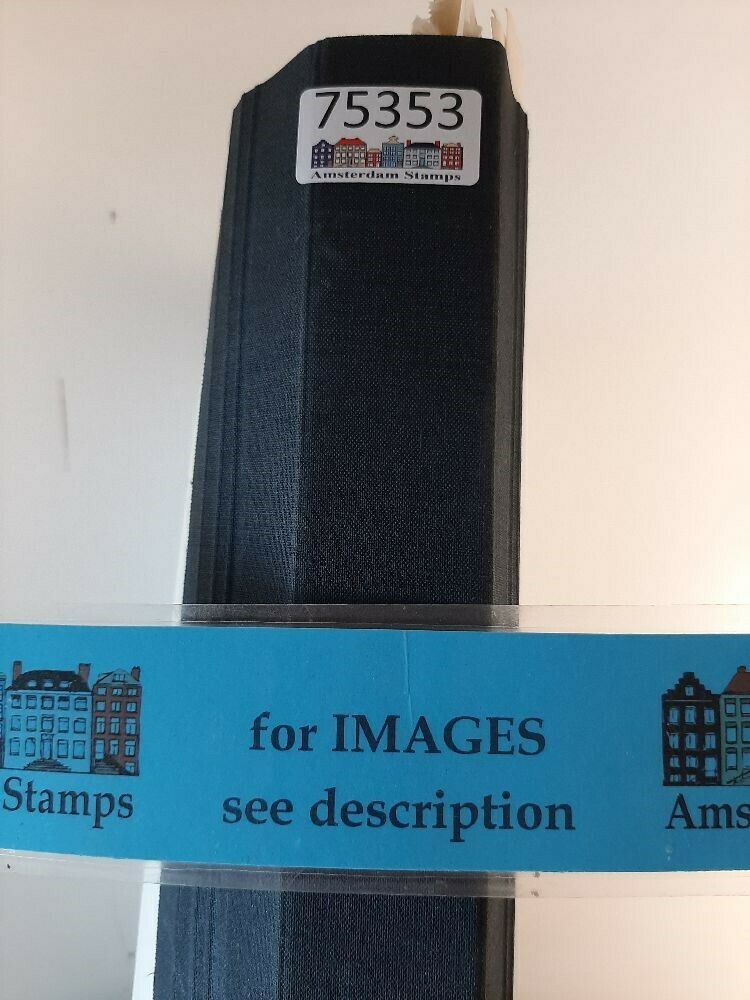 75353
Amsterdam Stamps
for IMAGES
see description
Stamps
Ams